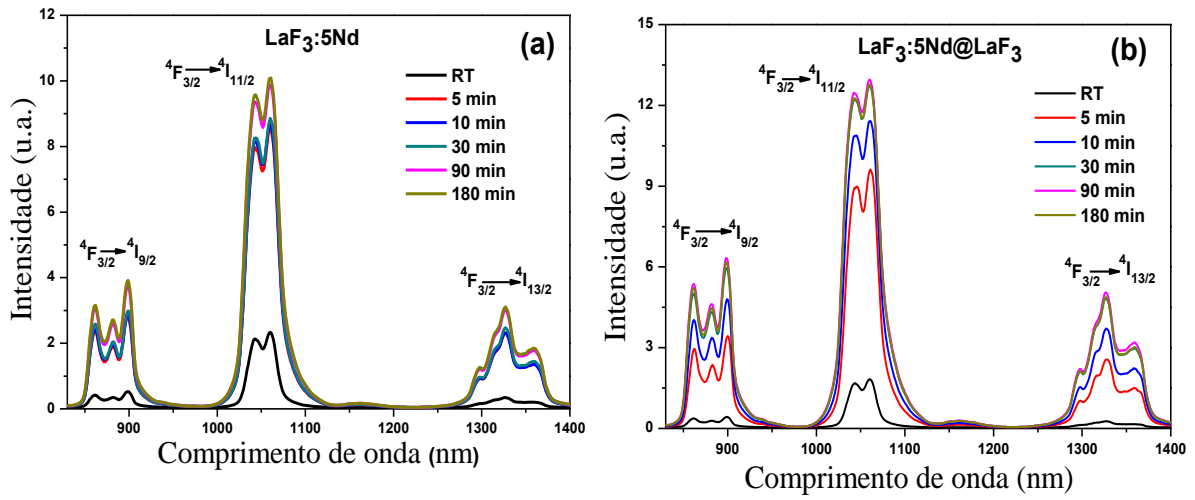 LaF3:5Nd
(a)
4F3/2→4I11/2
RT
5 min
10 min
30 min
90 min
180 min
4F3/2→4I9/2
4F3/2→4I13/2
Intensidade (u.a.)
12
10
8
6
4
2
0
900 1000 1100 1200 1300 1400
Comprimento de onda (nm)
LaF3:5Nd@LaF3
(b)
4F3/2→4I11/2
RT
5 min
10 min
30 min
90 min
180 min
4F3/2→4I9/2
4F3/2→4I13/2
Intensidade (u.a.)
15
12
9
6
3
0
900 1000 1100 1200 1300 1400
Comprimento de onda (nm)